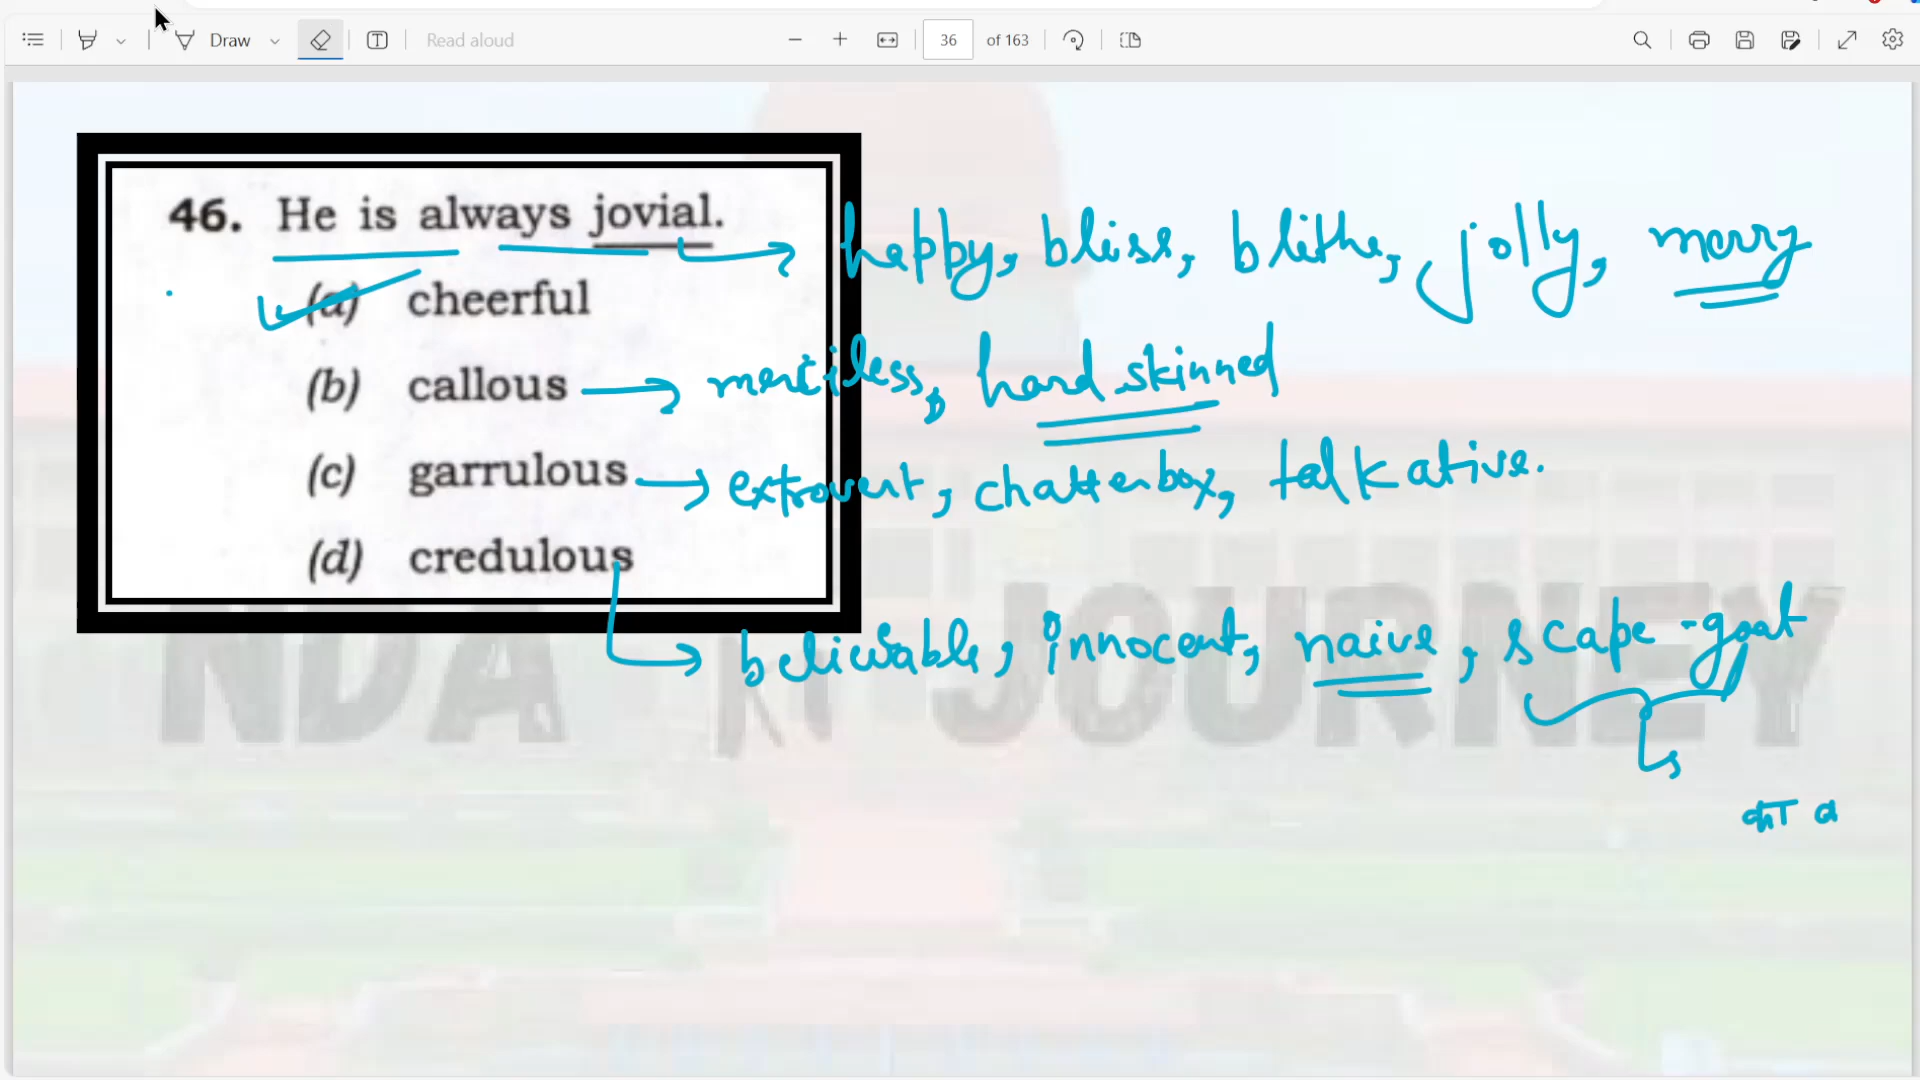 Draw
Read aloud
36 of 163
46. He is always jovial.
happy, bliss, blithe, jolly, merry
(a) cheerful
(b) callous
merciless, hard skinned
(c) garrulous
extrovert, chatterbox, talkative.
(d) credulous
believable, innocent, naive, scape-goat
NDA JOURNEY